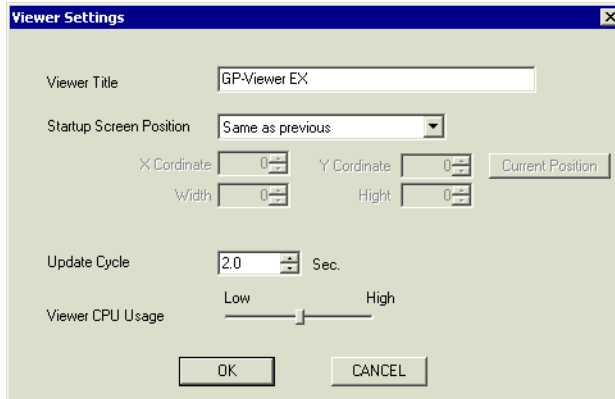 Viewer Settings
Viewer Title GP-Viewer EX
Startup Screen Position Same as previous
X Cordinate 0 Y Cordinate 0 Current Position
Width 0 Hight 0
Update Cycle 2.0 Sec.
Low High
Viewer CPU Usage
OK CANCEL